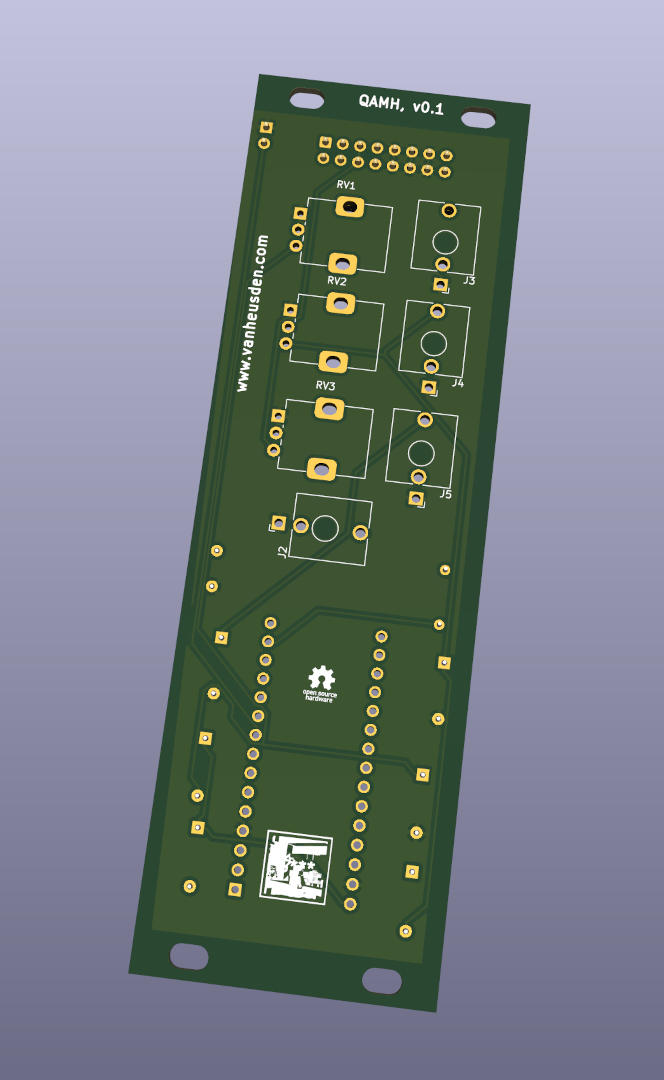 QAMH, v0.1
RV1
J3
RV2
www.vanheusden.com
J4
RV3
J5
J2
open source
hardware